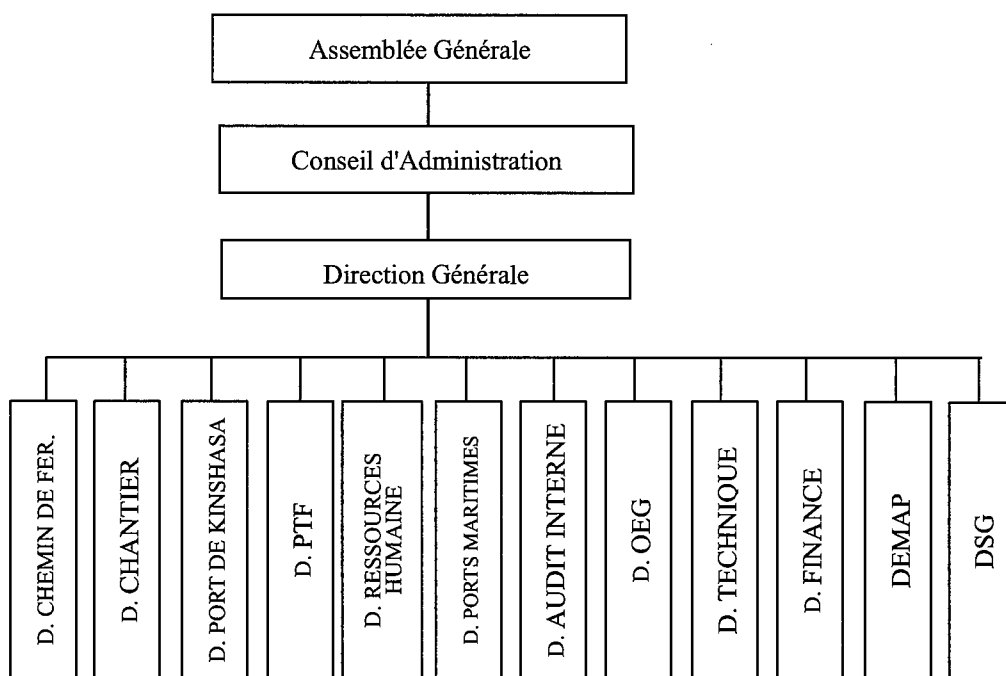 Assemblée Générale
Conseil d'Administration
Direction Générale
D. CHEMIN DE FER.
D. CHANTIER
D. PORT DE KINSHASA
D. PTF
D. RESSOURCES
HUMAINE
D. PORTS MARITIMES
D. AUDIT INTERNE
D. OEG
D. TECHNIQUE
D. FINANCE
DEMAP
DSG